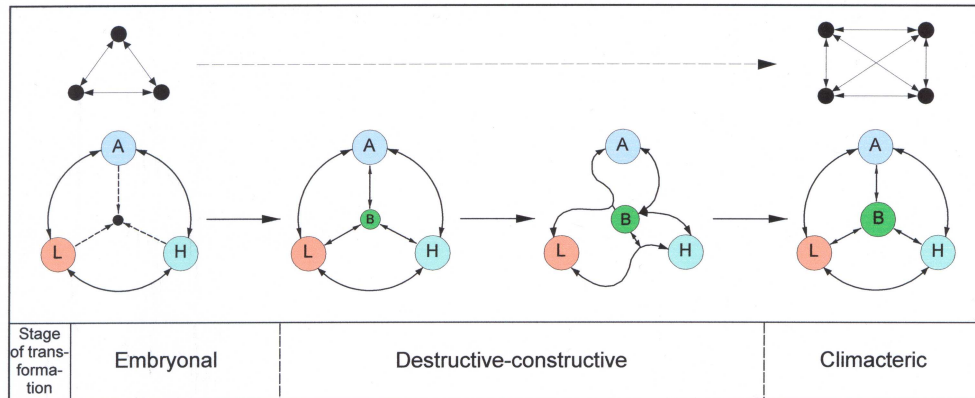 A
L
H
A
B
L
H
A
B
L
H
A
B
L
H
Stage
of trans-
forma-
tion
Embryonal
Destructive-constructive
Climacteric